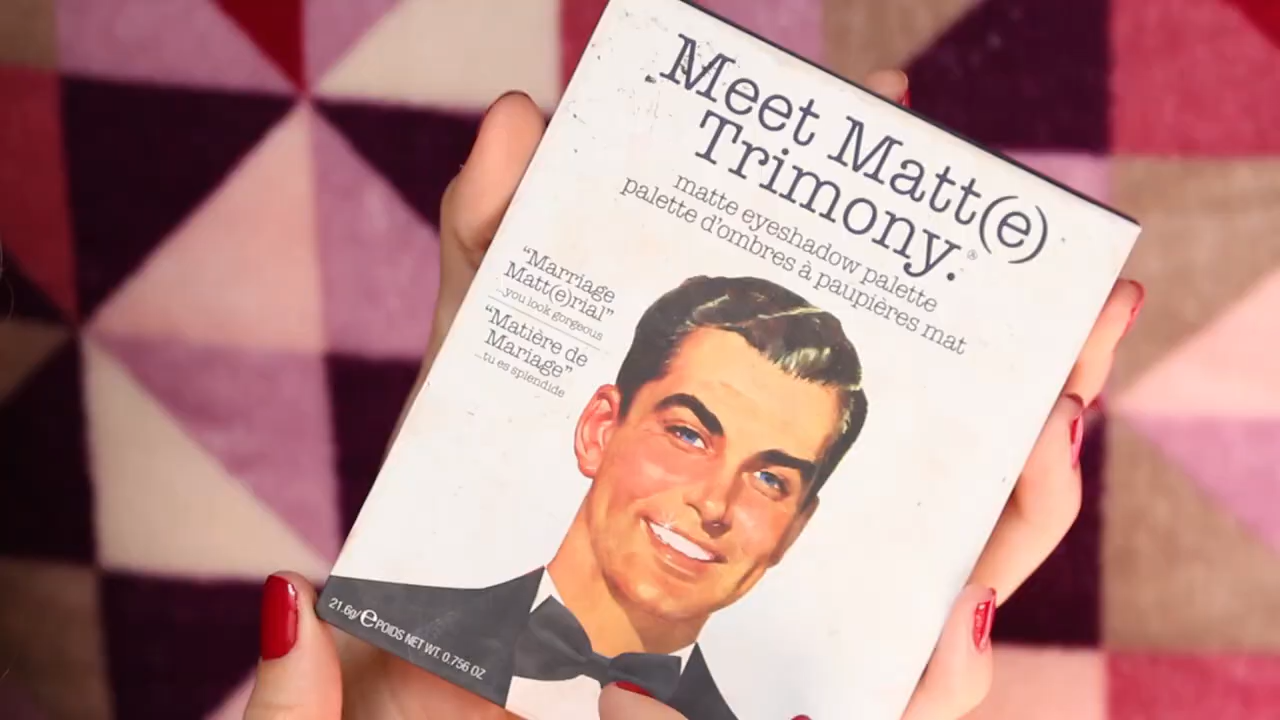 Meet Matt(e)
Trimony.®
matte eyeshadow palette
palette d'ombres à paupières mat
“Marriage
Matt(e)rial”
...you look gorgeous
“Matière de
Mariage”
...tu es splendide
21.6g/℮ POIDS NET WT. 0.756 OZ